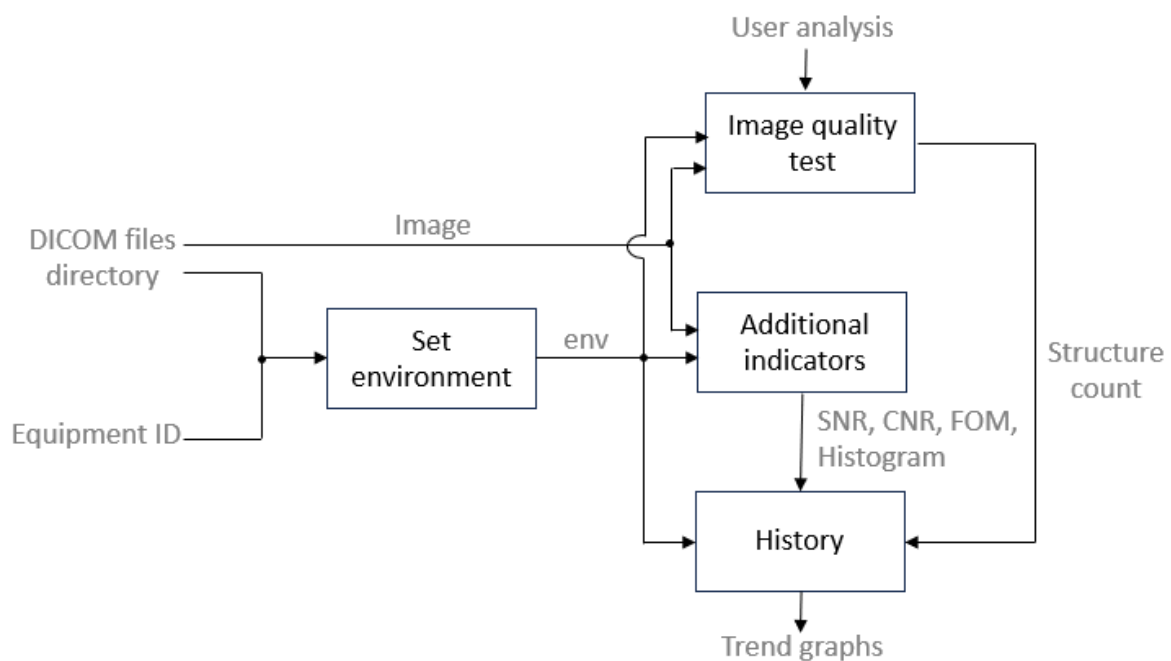 User analysis
Image quality
test
Image
DICOM files
directory
Set
environment
env
Additional
indicators
Structure
count
Equipment ID
SNR, CNR, FOM,
Histogram
History
Trend graphs